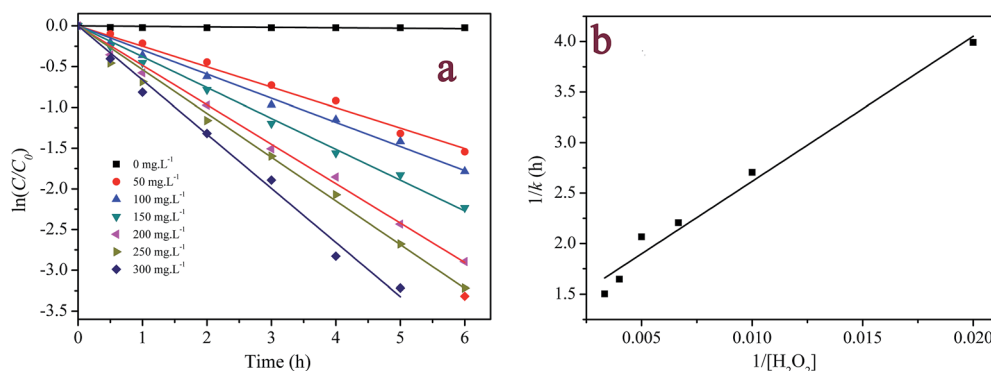 a
ln(C/C₀)
0.0
-0.5
-1.0
-1.5
-2.0
-2.5
-3.0
-3.5
0 mg.L⁻¹
50 mg.L⁻¹
100 mg.L⁻¹
150 mg.L⁻¹
200 mg.L⁻¹
250 mg.L⁻¹
300 mg.L⁻¹
0 1 2 3 4 5 6
Time (h)
b
1/k (h)
4.0
3.5
3.0
2.5
2.0
1.5
0.005 0.010 0.015 0.020
1/[H₂O₂]